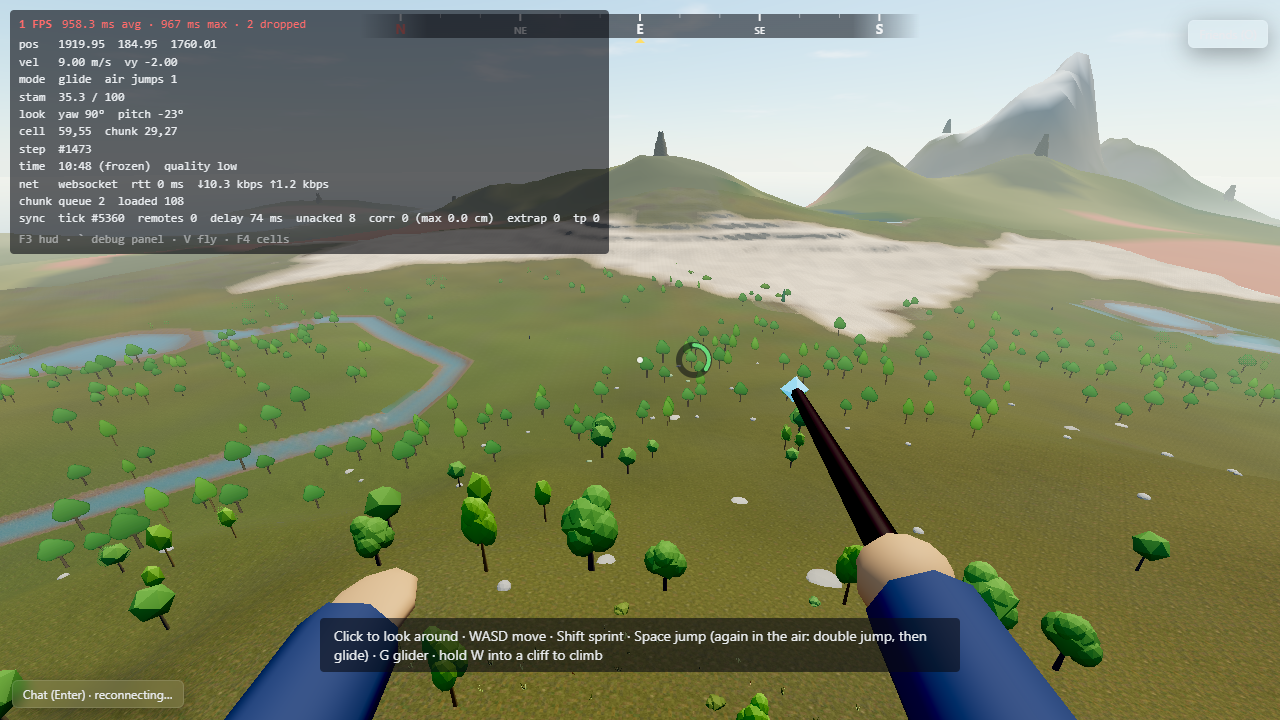 1 FPS 958.3 ms avg · 967 ms max · 2 dropped
pos 1919.95 184.95 1760.01
vel 9.00 m/s vy -2.00
mode glide air jumps 1
stam 35.3 / 100
look yaw 90° pitch -23°
cell 59,55 chunk 29,27
step #1473
time 10:48 (frozen) quality low
net websocket rtt 0 ms ↓10.3 kbps ↑1.2 kbps
chunk queue 2 loaded 108
sync tick #5360 remotes 0 delay 74 ms unacked 8 corr 0 (max 0.0 cm) extrap 0 tp 0
F3 hud · ` debug panel · V fly · F4 cells
N NE E SE S
Click to look around · WASD move · Shift sprint · Space jump (again in the air: double jump, then
glide) · G glider · hold W into a cliff to climb
Chat (Enter) · reconnecting...